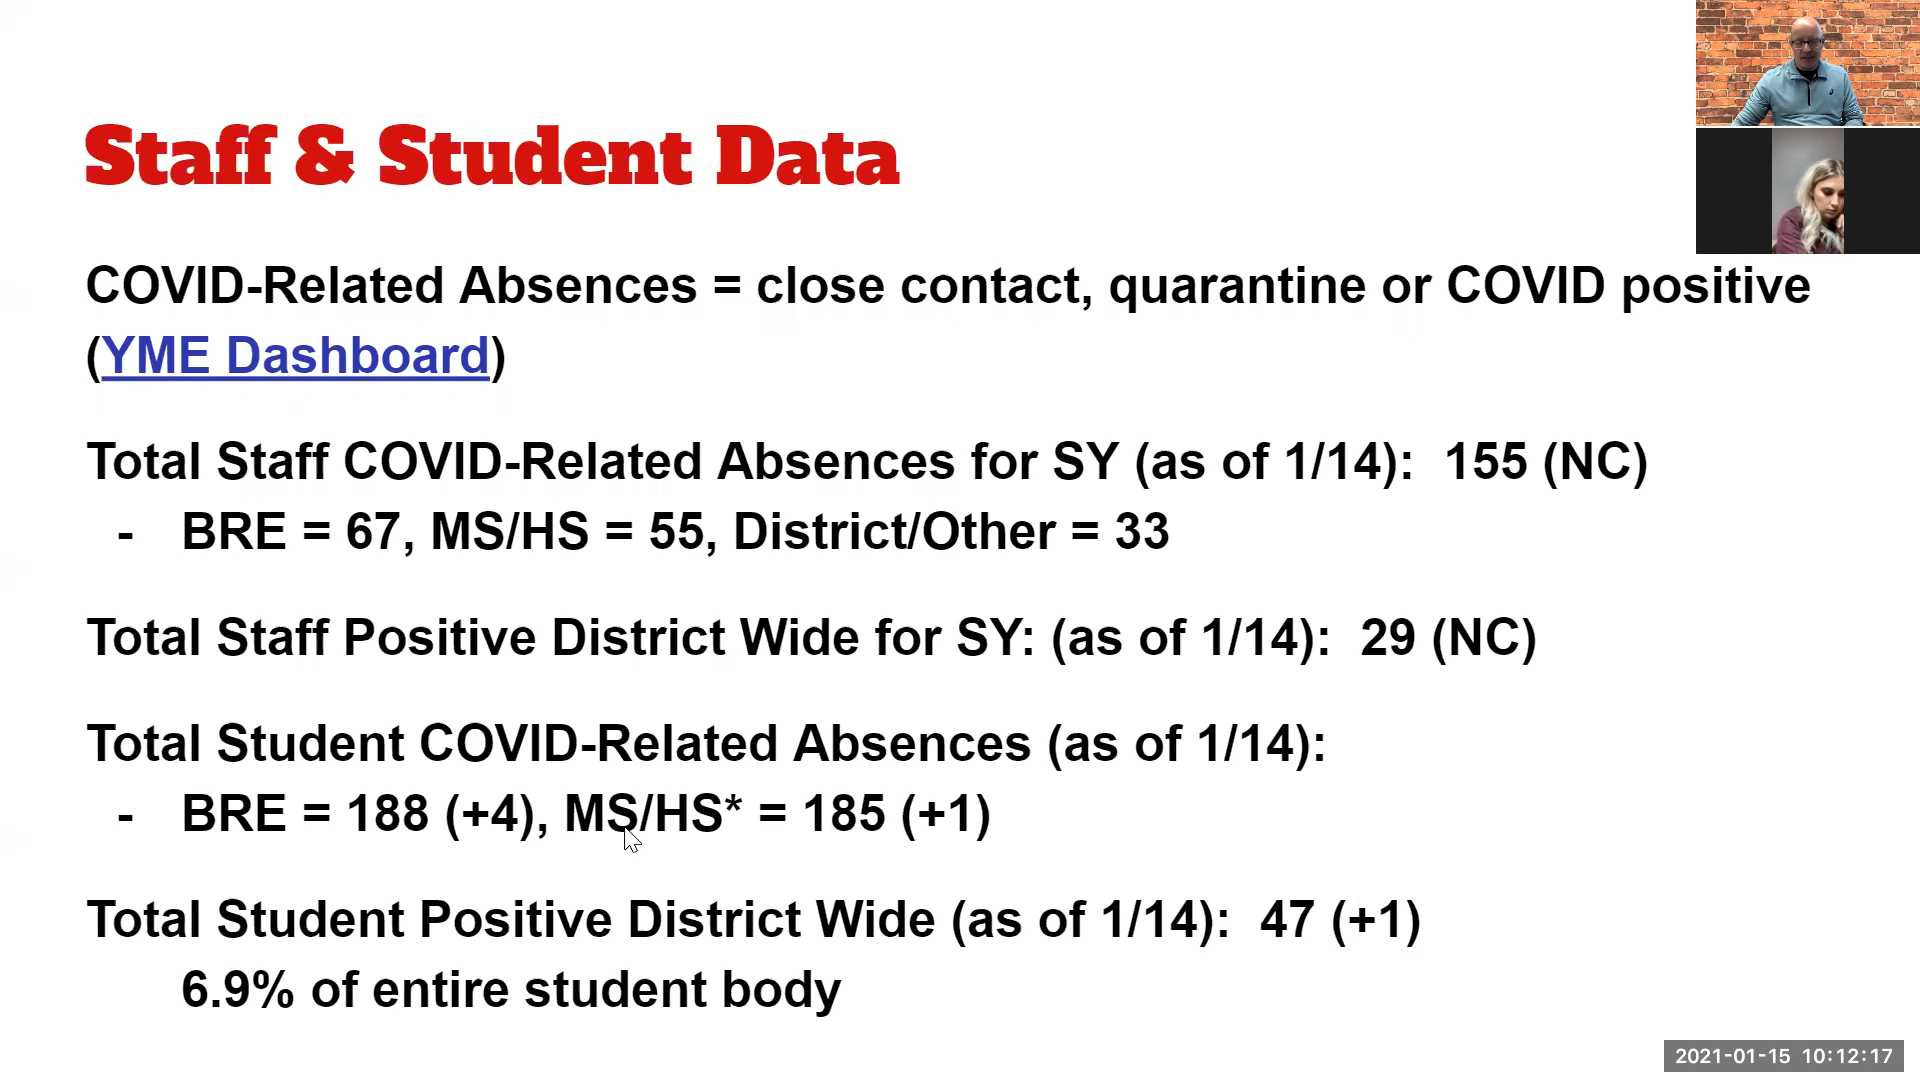 Staff & Student Data
COVID-Related Absences = close contact, quarantine or COVID positive
(YME Dashboard)
Total Staff COVID-Related Absences for SY (as of 1/14):  155 (NC)
- BRE = 67, MS/HS = 55, District/Other = 33
Total Staff Positive District Wide for SY: (as of 1/14):  29 (NC)
Total Student COVID-Related Absences (as of 1/14):
- BRE = 188 (+4), MS/HS* = 185 (+1)
Total Student Positive District Wide (as of 1/14):  47 (+1)
6.9% of entire student body
2021-01-15 10:12:17